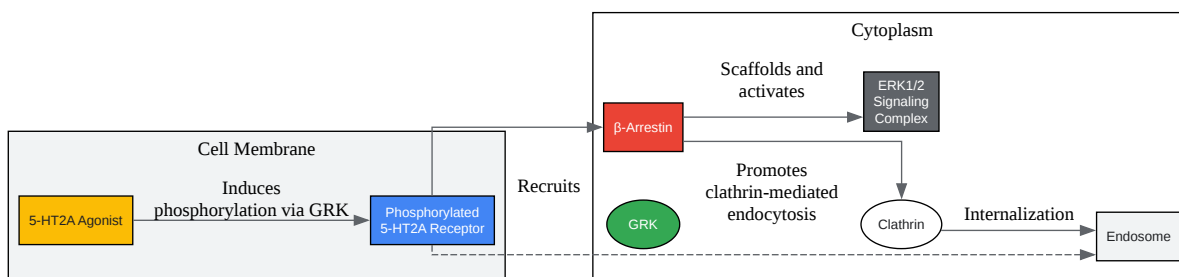 Cytoplasm
Scaffolds and
activates
ERK1/2
Signaling
Complex
β-Arrestin
Cell Membrane
Induces
phosphorylation via GRK
Recruits
Promotes
clathrin-mediated
endocytosis
5-HT2A Agonist
Phosphorylated
5-HT2A Receptor
GRK
Clathrin
Internalization
Endosome